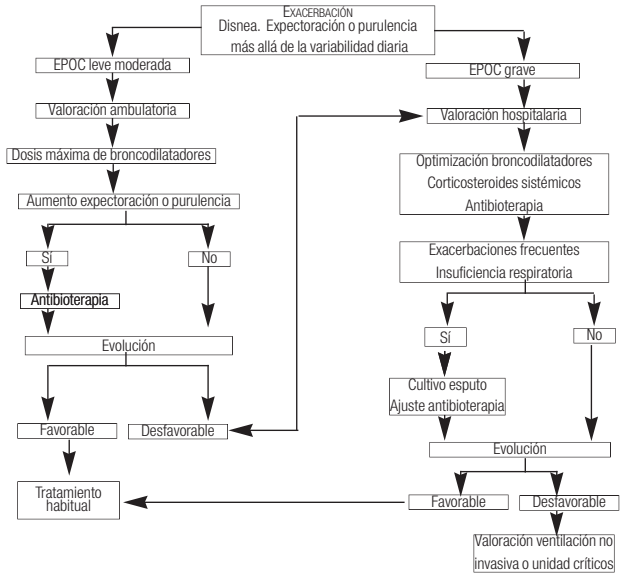 EXACERBACIÓN
Disnea. Expectoración o purulencia
más allá de la variabilidad diaria
EPOC leve moderada
Valoración ambulatoria
Dosis máxima de broncodilatadores
Aumento expectoración o purulencia
Sí
No
Antibioterapia
Evolución
Favorable
Desfavorable
Tratamiento
habitual
EPOC grave
Valoración hospitalaria
Optimización broncodilatadores
Corticosteroides sistémicos
Antibioterapia
Exacerbaciones frecuentes
Insuficiencia respiratoria
Sí
No
Cultivo esputo
Ajuste antibioterapia
Evolución
Favorable
Desfavorable
Valoración ventilación no
invasiva o unidad críticos